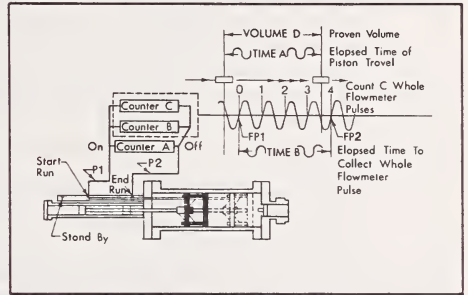 VOLUME D
Proven Volume
TIME A
Elapsed Time of
Piston Travel
Count C Whole
Flowmeter
Pulses
0 1 2 3 4
FP1
FP2
TIME B
Elapsed Time To
Collect Whole
Flowmeter
Pulse
Counter C
Counter B
On
Counter A
Off
P1
P2
Start
Run
End
Run
Stand By